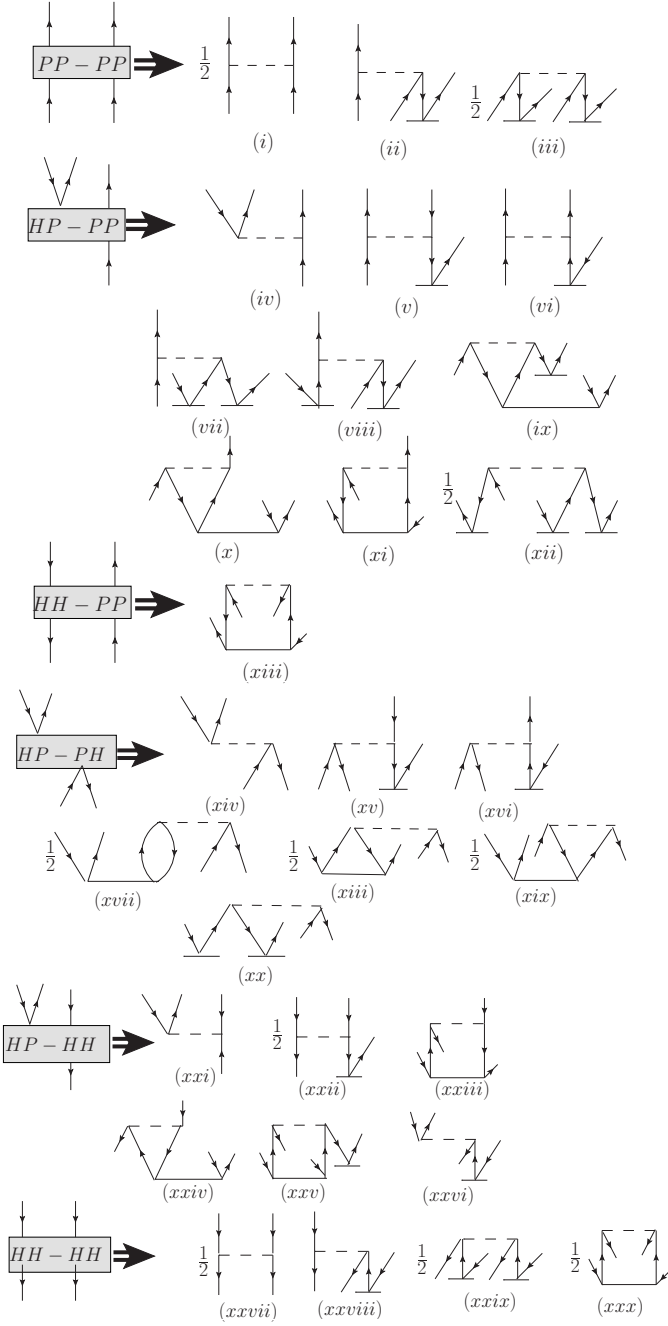 PP − PP 1/2 1/2
(i) (ii) (iii)
HP − PP
(iv) (v) (vi)
(vii) (viii) (ix)
1/2
(x) (xi) (xii)
HH − PP
(xiii)
HP − PH
(xiv) (xv) (xvi)
1/2 1/2 1/2
(xvii) (xiii) (xix)
(xx)
HP − HH 1/2
(xxi) (xxii) (xxiii)
(xxiv) (xxv) (xxvi)
HH − HH 1/2 1/2 1/2
(xxvii) (xxviii) (xxix) (xxx)